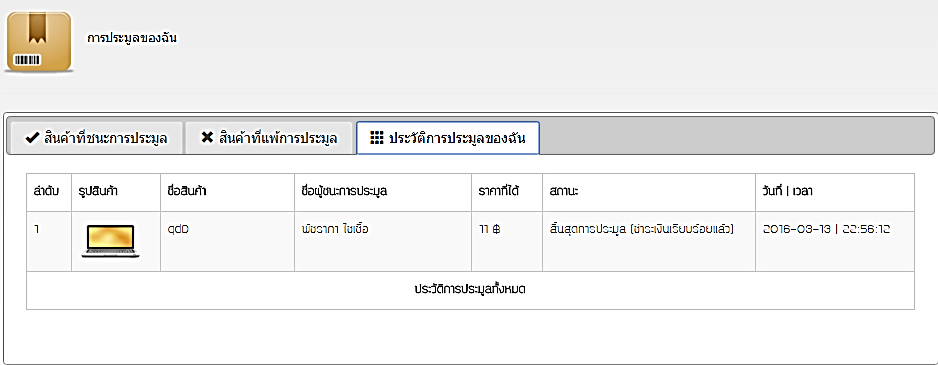 การประมูลของฉัน
สินค้าที่ชนะการประมูล สินค้าที่แพ้การประมูล ประวัติการประมูลของฉัน
ลำดับ รูปสินค้า ชื่อสินค้า ชื่อผู้ชนะการประมูล ราคาที่ได้ สถานะ วันที่ | เวลา
1 พัชราภา ไชเชื้อ 11 ฿ สิ้นสุดการประมูล (ชำระเงินเรียบร้อยแล้ว) 2016-03-13 | 22:56:12
ประวัติการประมูลทั้งหมด